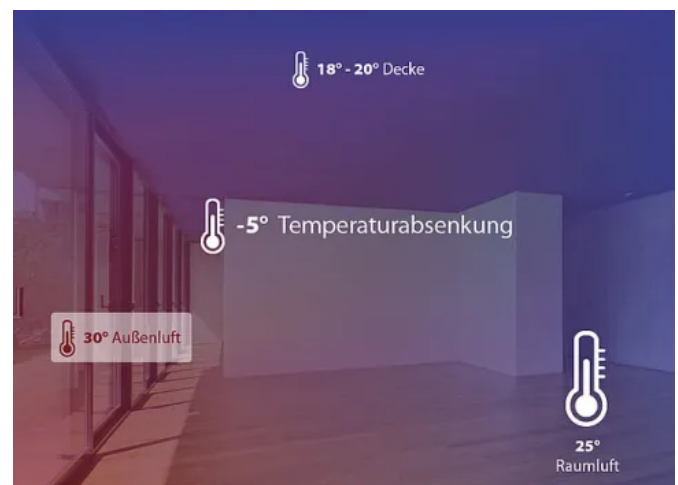 18° - 20° Decke
-5° Temperaturabsenkung
30° Außenluft
25°
Raumluft